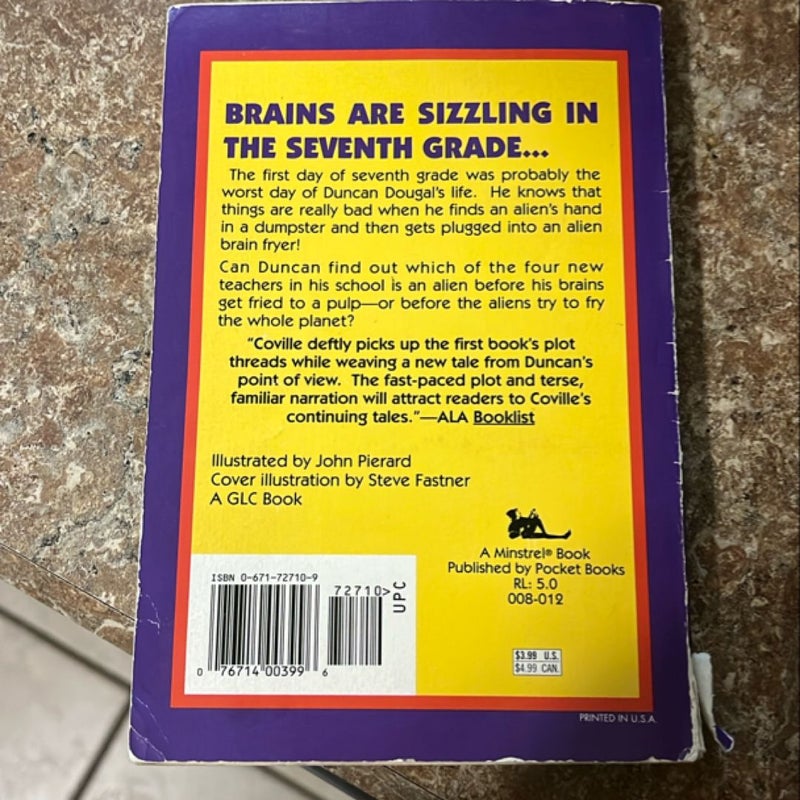 BRAINS ARE SIZZLING IN
THE SEVENTH GRADE...
The first day of seventh grade was probably the
worst day of Duncan Dougal's life. He knows that
things are really bad when he finds an alien's hand
in a dumpster and then gets plugged into an alien
brain fryer!
Can Duncan find out which of the four new
teachers in his school is an alien before his brains
get fried to a pulp—or before the aliens try to fry
the whole planet?
"Coville deftly picks up the first book's plot
threads while weaving a new tale from Duncan's
point of view. The fast-paced plot and terse,
familiar narration will attract readers to Coville's
continuing tales."—ALA Booklist
Illustrated by John Pierard
Cover illustration by Steve Fastner
A GLC Book
A Minstrel® Book
Published by Pocket Books
RL: 5.0
008-012
ISBN 0-671-72710-9
72710>
UPC
0 76714 00399 6
$3.99 U.S.
$4.99 CAN.
PRINTED IN U.S.A.